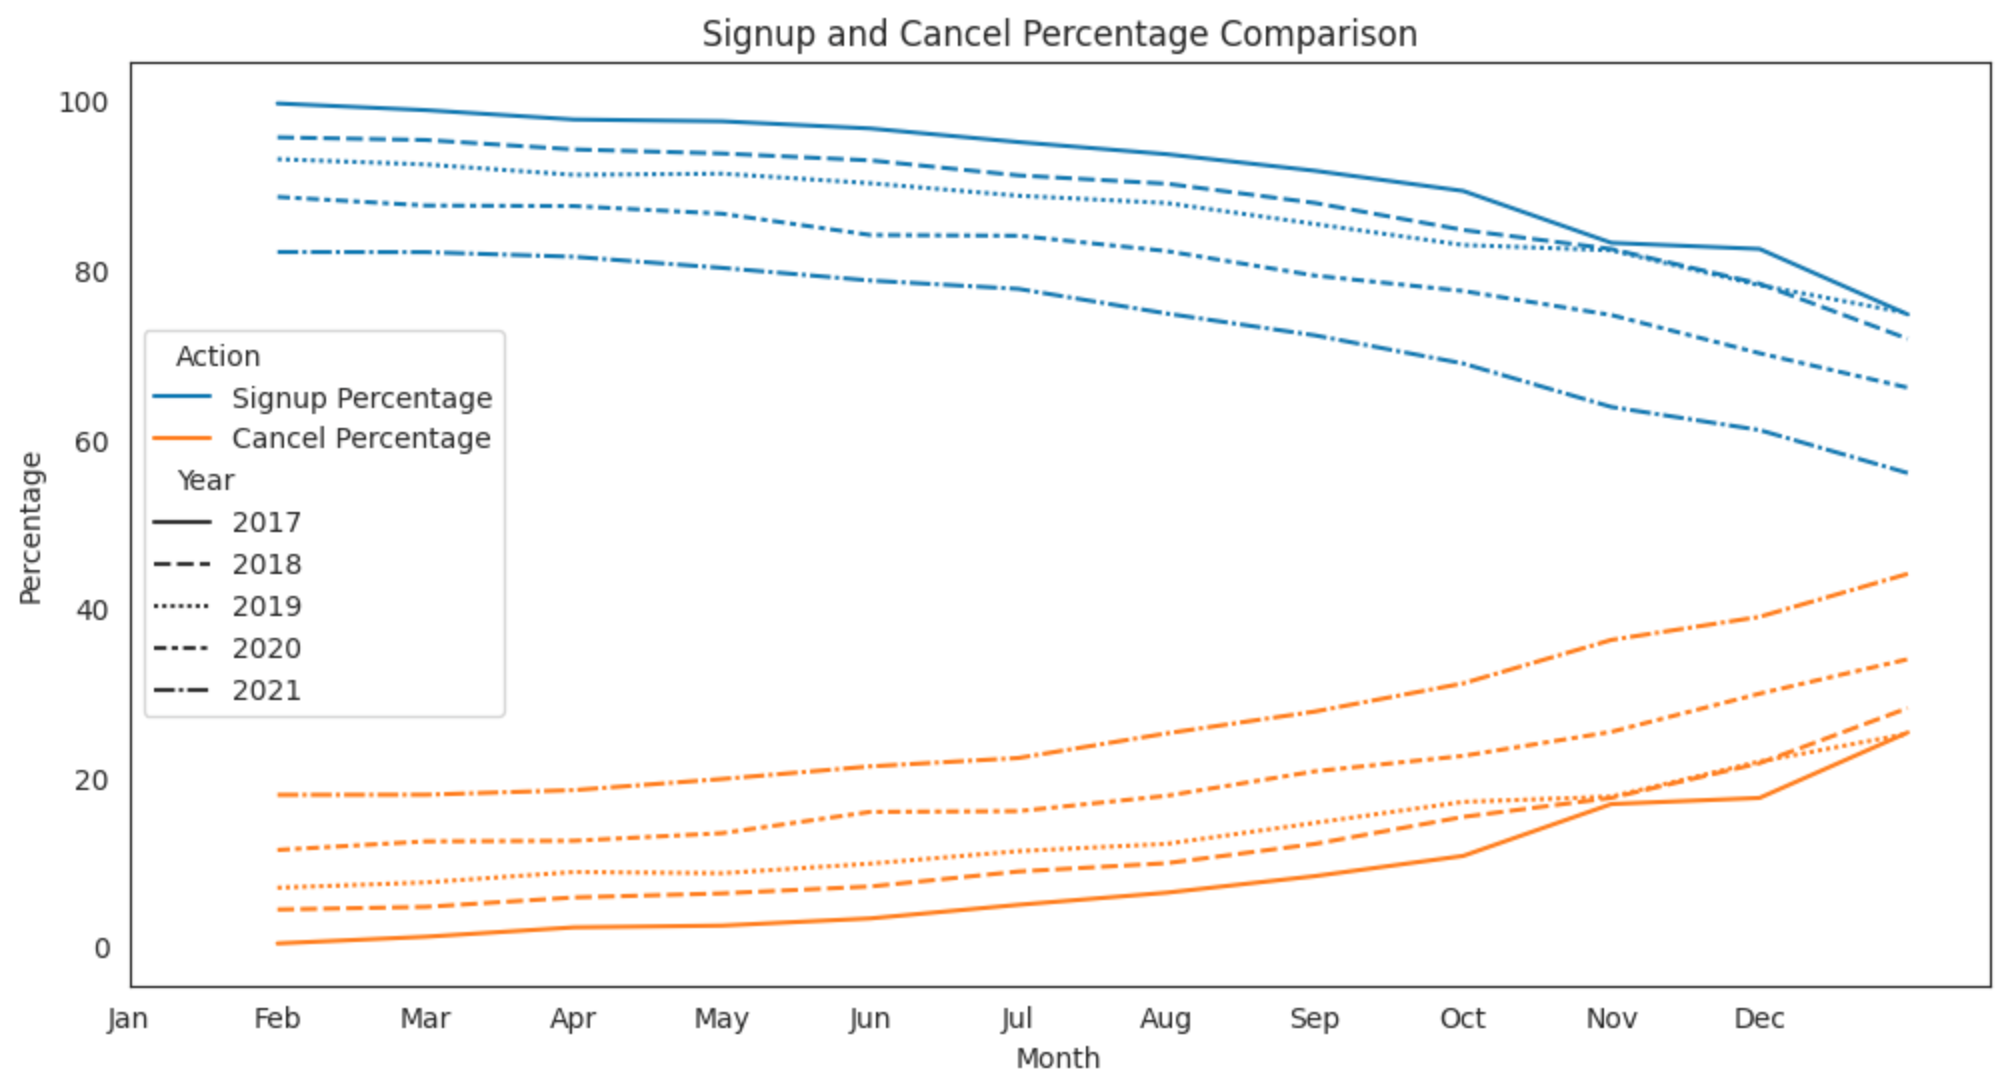 Signup and Cancel Percentage Comparison
100
80
60
40
20
0
Percentage
Action
Signup Percentage
Cancel Percentage
Year
2017
2018
2019
2020
2021
Jan Feb Mar Apr May Jun Jul Aug Sep Oct Nov Dec
Month